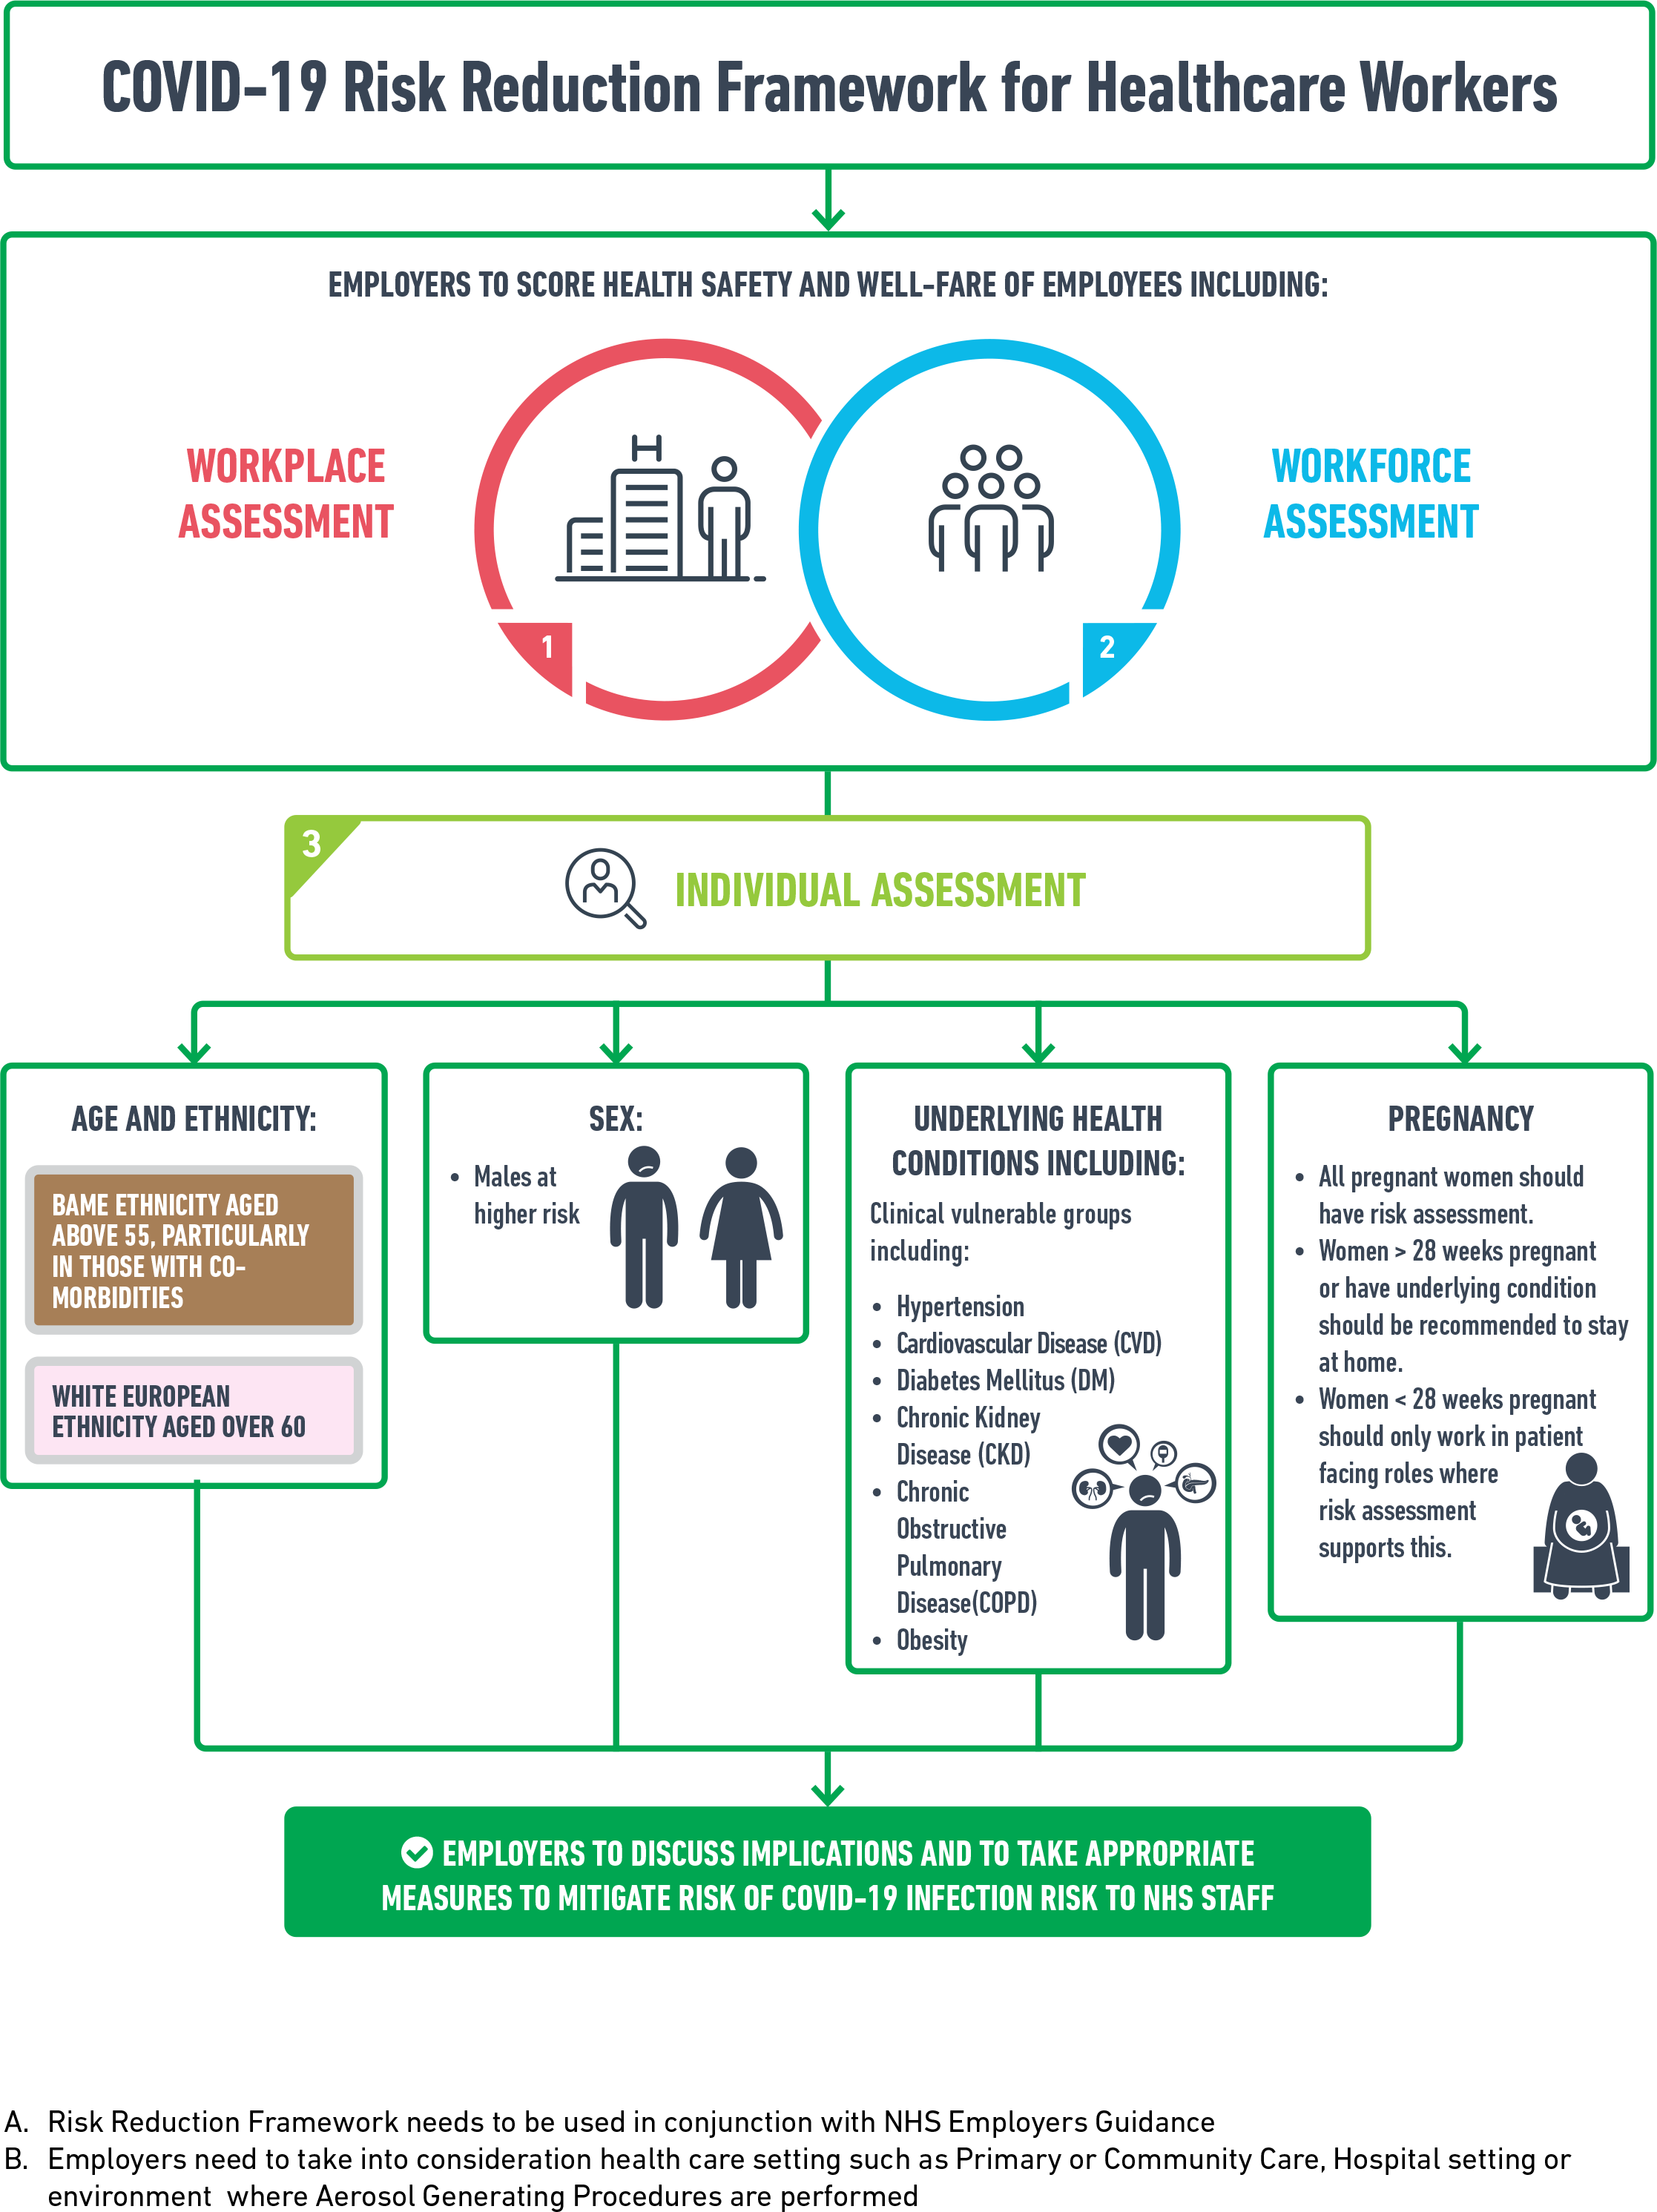 COVID-19 Risk Reduction Framework for Healthcare Workers
EMPLOYERS TO SCORE HEALTH SAFETY AND WELL-FARE OF EMPLOYEES INCLUDING:
WORKPLACE
ASSESSMENT
H
1
WORKFORCE
ASSESSMENT
2
3
INDIVIDUAL ASSESSMENT
AGE AND ETHNICITY:
BAME ETHNICITY AGED
ABOVE 55, PARTICULARLY
IN THOSE WITH CO-
MORBIDITIES
WHITE EUROPEAN
ETHNICITY AGED OVER 60
SEX:
• Males at
higher risk
UNDERLYING HEALTH
CONDITIONS INCLUDING:
Clinical vulnerable groups
including:
• Hypertension
• Cardiovascular Disease (CVD)
• Diabetes Mellitus (DM)
• Chronic Kidney
Disease (CKD)
• Chronic
Obstructive
Pulmonary
Disease(COPD)
• Obesity
PREGNANCY
• All pregnant women should
have risk assessment.
• Women > 28 weeks pregnant
or have underlying condition
should be recommended to stay
at home.
• Women < 28 weeks pregnant
should only work in patient
facing roles where
risk assessment
supports this.
EMPLOYERS TO DISCUSS IMPLICATIONS AND TO TAKE APPROPRIATE
MEASURES TO MITIGATE RISK OF COVID-19 INFECTION RISK TO NHS STAFF
A. Risk Reduction Framework needs to be used in conjunction with NHS Employers Guidance
B. Employers need to take into consideration health care setting such as Primary or Community Care, Hospital setting or
environment where Aerosol Generating Procedures are performed